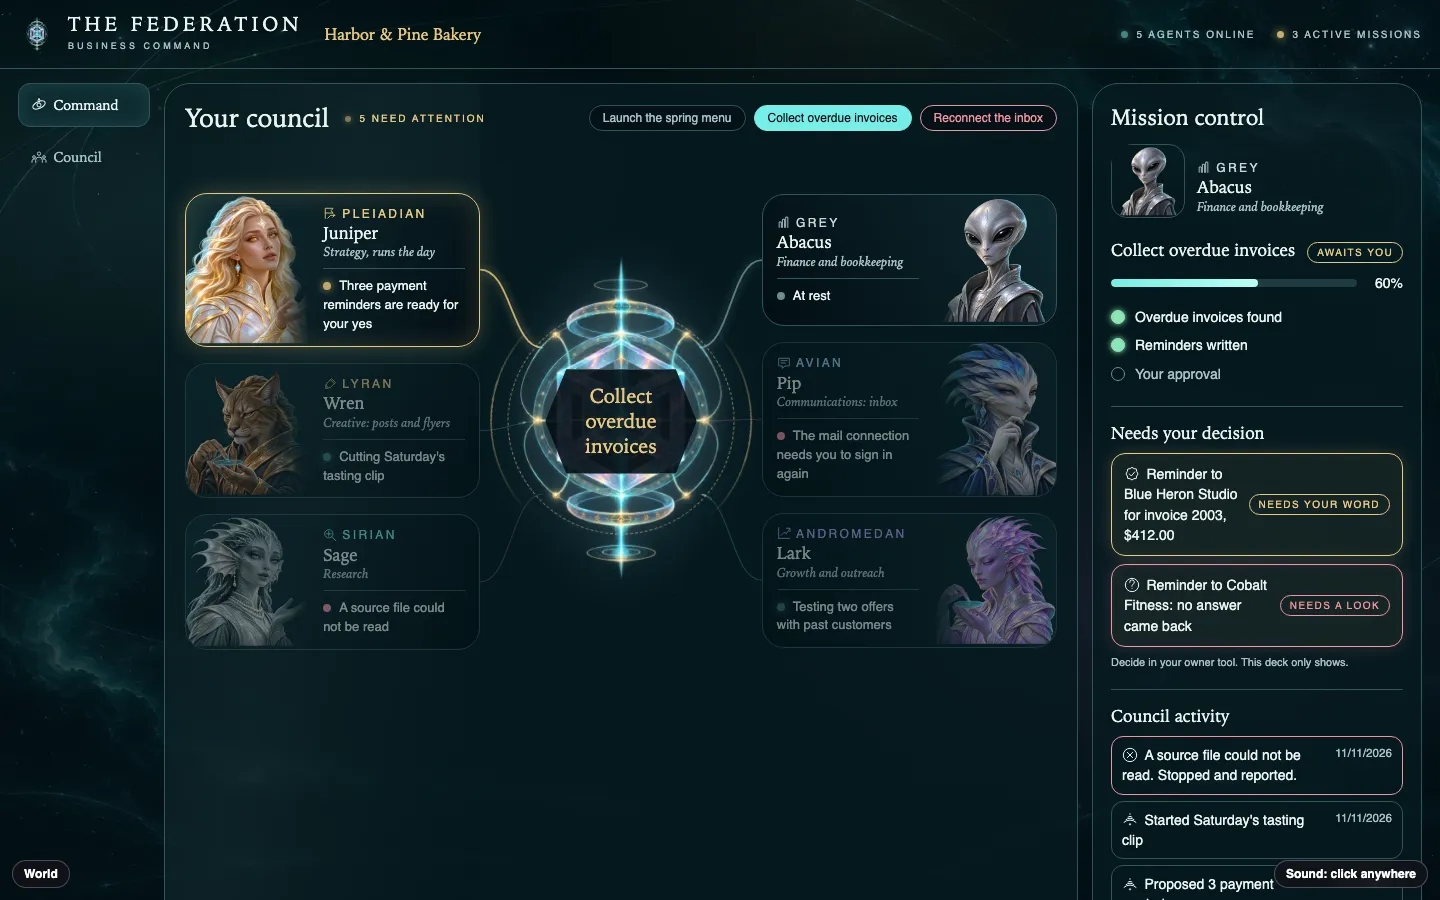 THE FEDERATION
BUSINESS COMMAND
Harbor & Pine Bakery
5 AGENTS ONLINE
3 ACTIVE MISSIONS
Command
Council
Your council
5 NEED ATTENTION
Launch the spring menu
Collect overdue invoices
Reconnect the inbox
PLEIADIAN
Juniper
Strategy, runs the day
Three payment
reminders are ready for
your yes
LYRAN
Wren
Creative: posts and flyers
Cutting Saturday's
tasting clip
SIRIAN
Sage
Research
A source file could
not be read
Collect
overdue
invoices
GREY
Abacus
Finance and bookkeeping
At rest
AVIAN
Pip
Communications: inbox
The mail connection
needs you to sign in
again
ANDROMEDAN
Lark
Growth and outreach
Testing two offers
with past customers
Mission control
GREY
Abacus
Finance and bookkeeping
Collect overdue invoices
AWAITS YOU
60%
Overdue invoices found
Reminders written
Your approval
Needs your decision
Reminder to
Blue Heron Studio
for invoice 2003,
$412.00
NEEDS YOUR WORD
Reminder to Cobalt
Fitness: no answer
came back
NEEDS A LOOK
Decide in your owner tool. This deck only shows.
Council activity
A source file could not be
read. Stopped and reported.
11/11/2026
Started Saturday's tasting
clip
11/11/2026
Proposed 3 payment
World
Sound: click anywhere